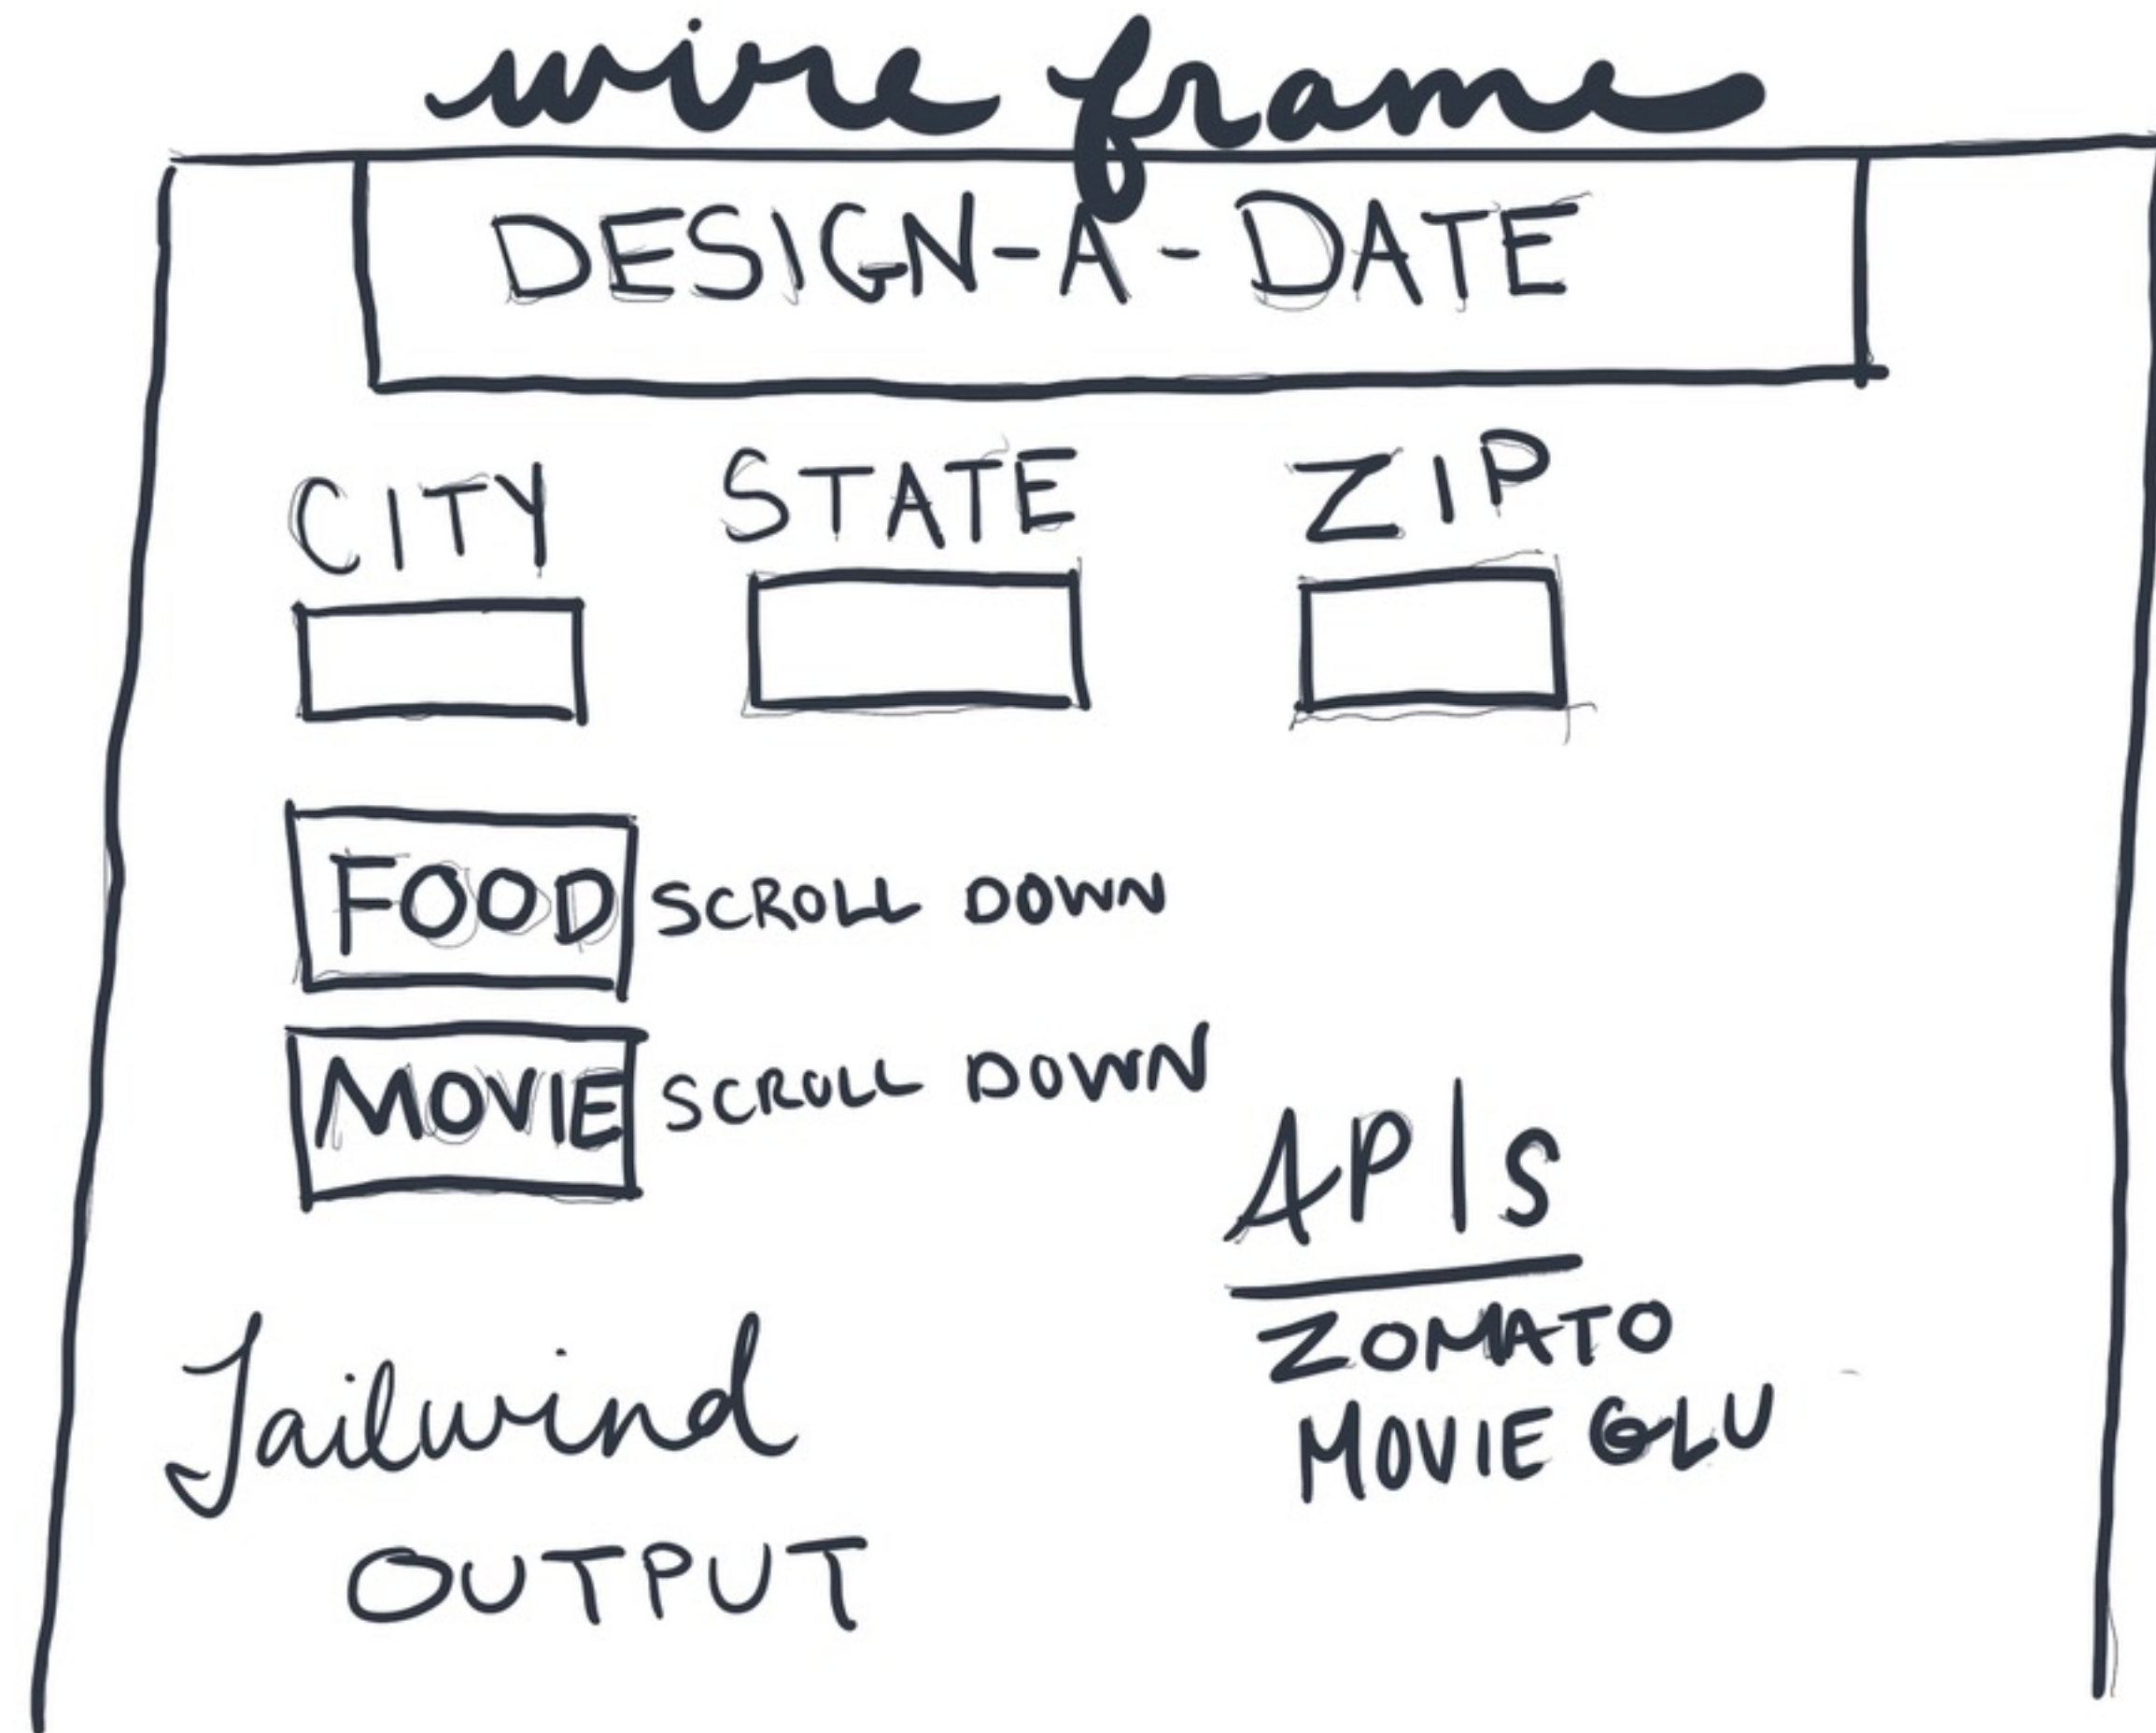 wire frame
DESIGN-A-DATE
CITY STATE ZIP
FOOD SCROLL DOWN
MOVIE SCROLL DOWN
APIs
ZOMATO
MOVIE GLU
Tailwind
OUTPUT